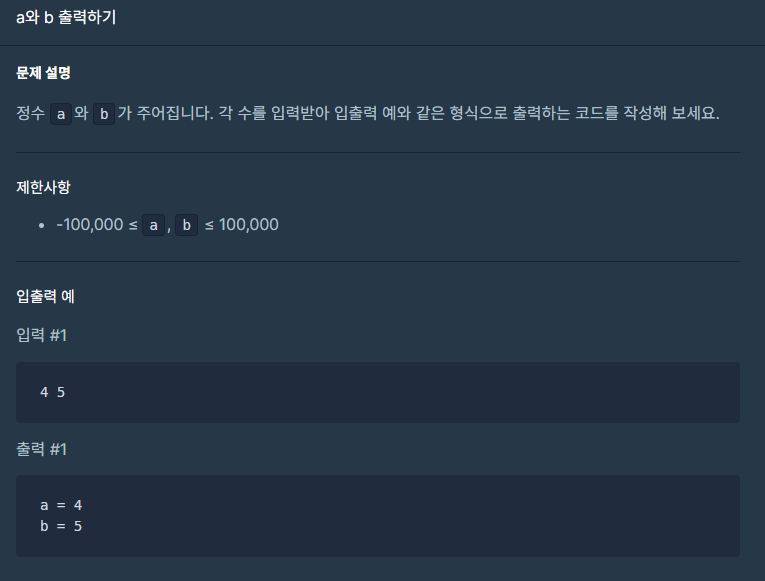 a와 b 출력하기
문제 설명
정수 a 와 b 가 주어집니다. 각 수를 입력받아 입출력 예와 같은 형식으로 출력하는 코드를 작성해 보세요.
제한사항
• -100,000 ≤ a , b ≤ 100,000
입출력 예
입력 #1
4 5
출력 #1
a = 4
b = 5